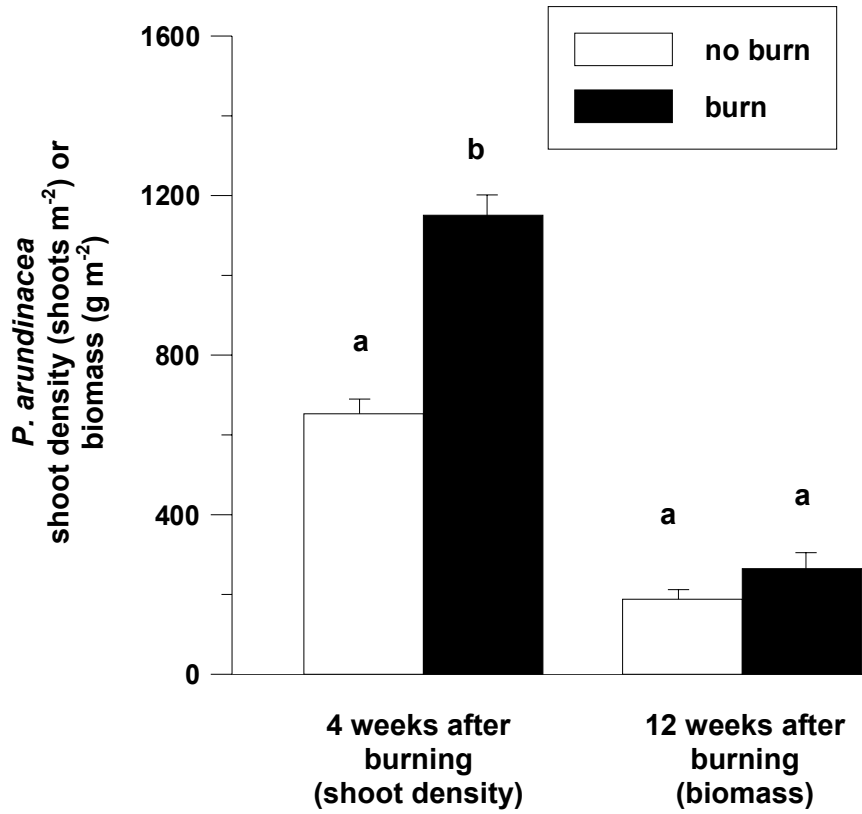 P. arundinacea
shoot density (shoots m⁻²) or
biomass (g m⁻²)
1600
1200
800
400
0
no burn
burn
a
b
a
a
4 weeks after
burning
(shoot density)
12 weeks after
burning
(biomass)